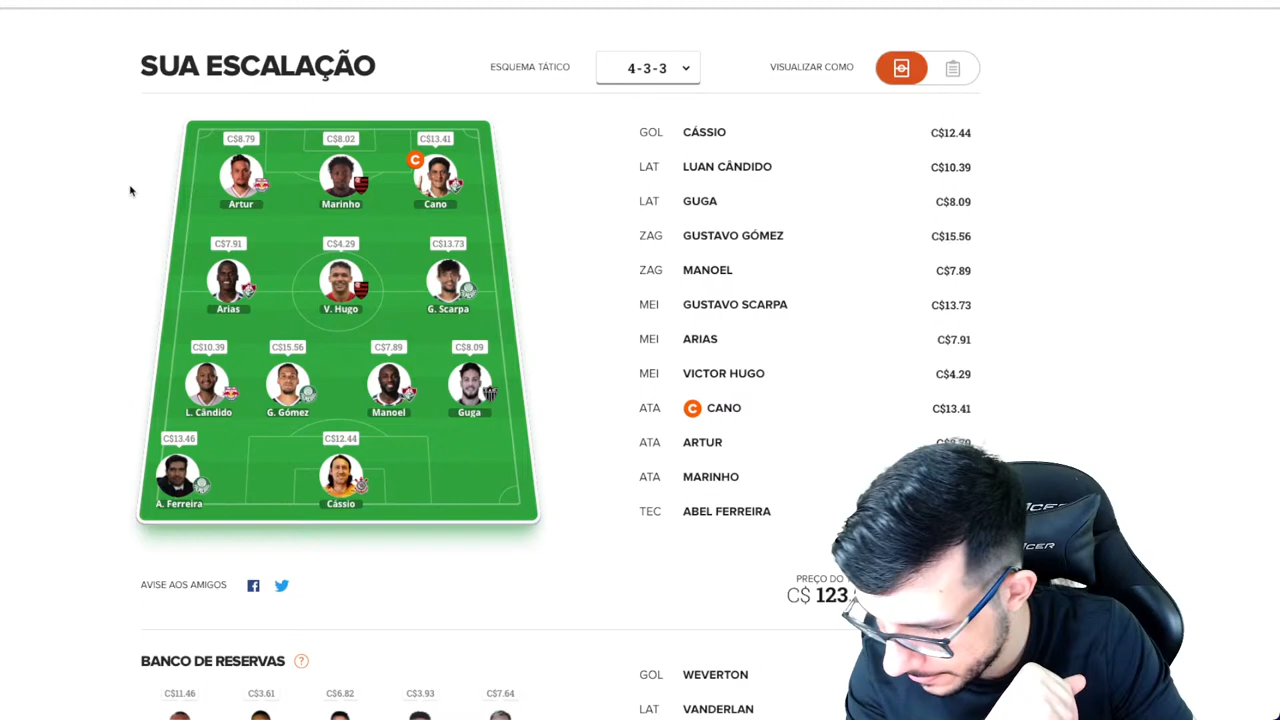 SUA ESCALAÇÃO
ESQUEMA TÁTICO
4-3-3
VISUALIZAR COMO
C$8.79
C$8.02
C$13.41
C
Artur
Marinho
Cano
C$7.91
C$4.29
C$13.73
Arias
V. Hugo
G. Scarpa
C$10.39
C$15.56
C$7.89
C$8.09
L. Cândido
G. Gómez
Manoel
Guga
C$13.46
C$12.44
A. Ferreira
Cássio
GOL CÁSSIO C$12.44
LAT LUAN CÂNDIDO C$10.39
LAT GUGA C$8.09
ZAG GUSTAVO GÓMEZ C$15.56
ZAG MANOEL C$7.89
MEI GUSTAVO SCARPA C$13.73
MEI ARIAS C$7.91
MEI VICTOR HUGO C$4.29
ATA C CANO C$13.41
ATA ARTUR C$8.79
ATA MARINHO
TEC ABEL FERREIRA
AVISE AOS AMIGOS
PREÇO DO
C$ 123.
BANCO DE RESERVAS ?
C$11.46
C$3.61
C$6.82
C$3.93
C$7.64
GOL WEVERTON
LAT VANDERLAN